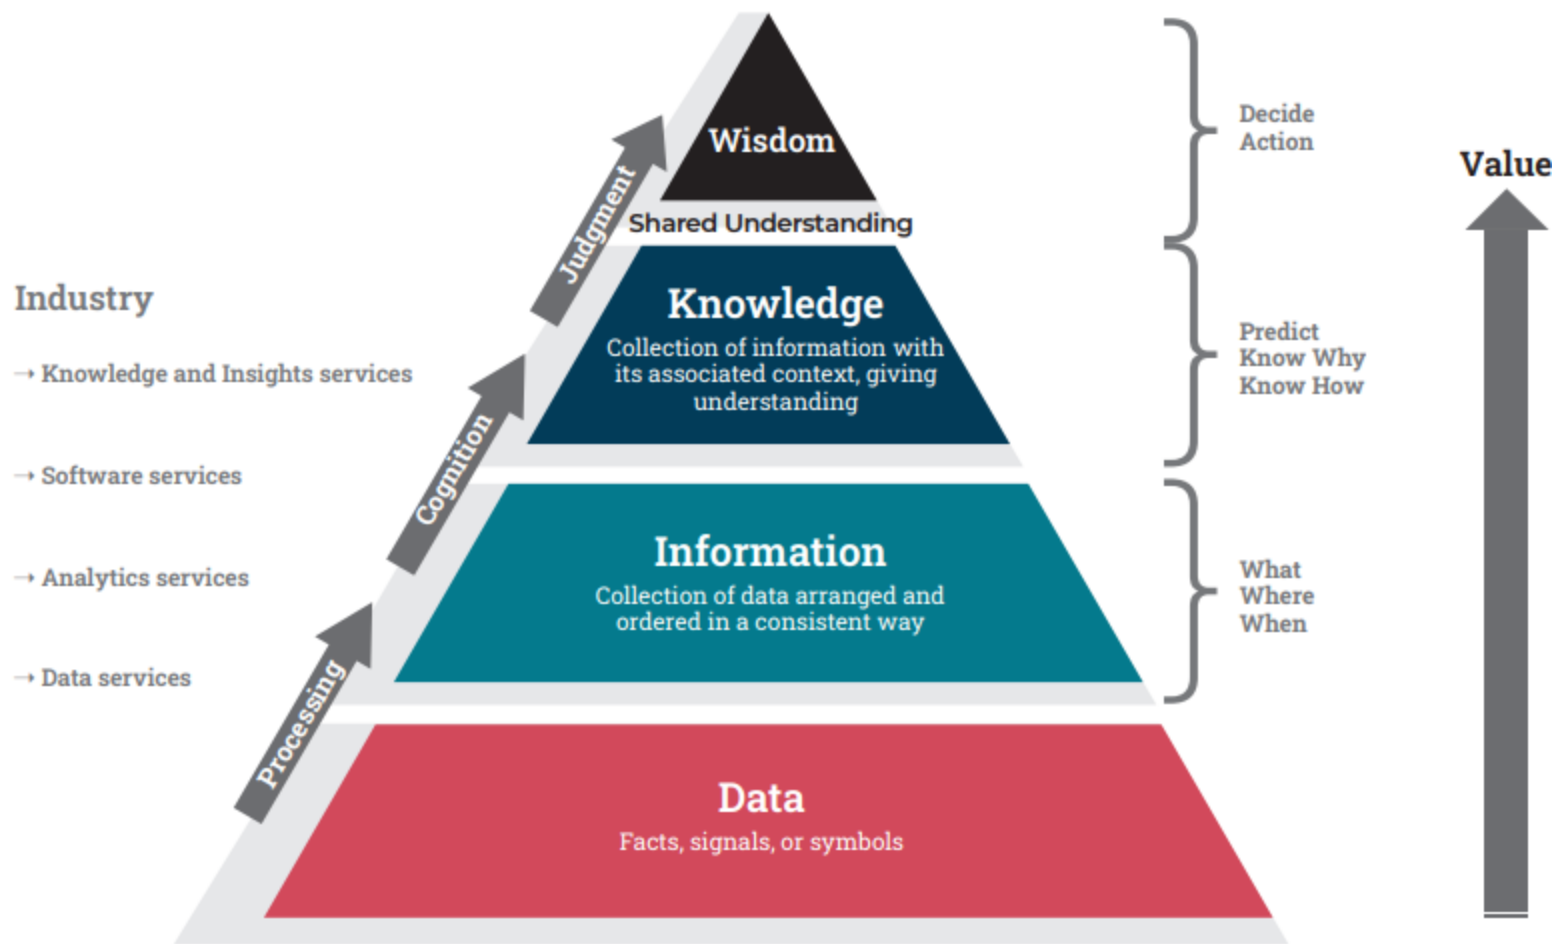 Wisdom
Shared Understanding
Knowledge
Collection of information with
its associated context, giving
understanding
Information
Collection of data arranged and
ordered in a consistent way
Data
Facts, signals, or symbols
Judgment
Cognition
Processing
Industry
→ Knowledge and Insights services
→ Software services
→ Analytics services
→ Data services
Decide
Action
Predict
Know Why
Know How
What
Where
When
Value